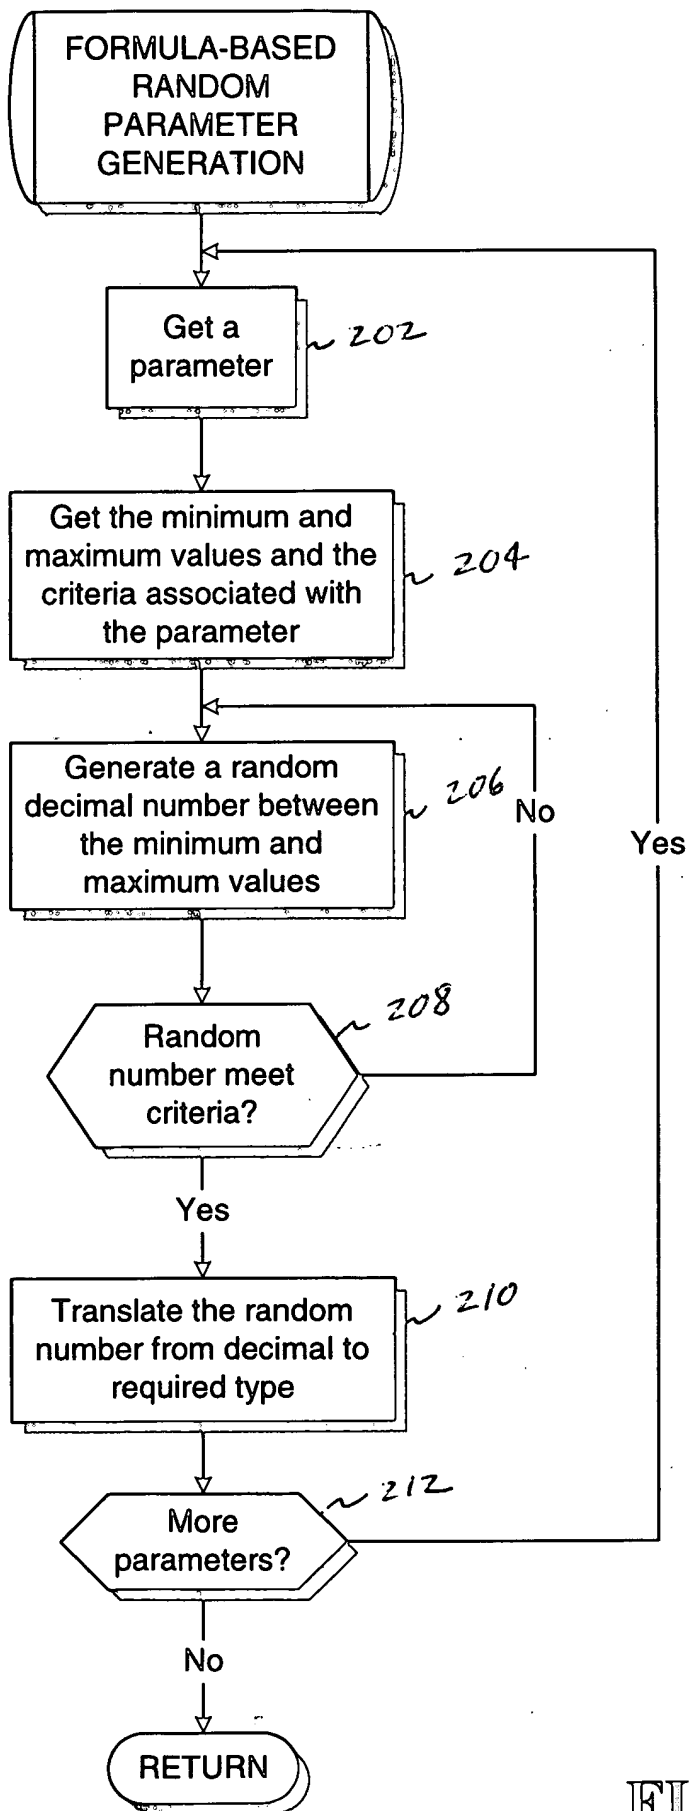 FORMULA-BASED
RANDOM
PARAMETER
GENERATION
Get a
parameter
202
Get the minimum and
maximum values and the
criteria associated with
the parameter
204
Generate a random
decimal number between
the minimum and
maximum values
206
No
Yes
Random
number meet
criteria?
208
Yes
Translate the random
number from decimal to
required type
210
More
parameters?
212
No
RETURN